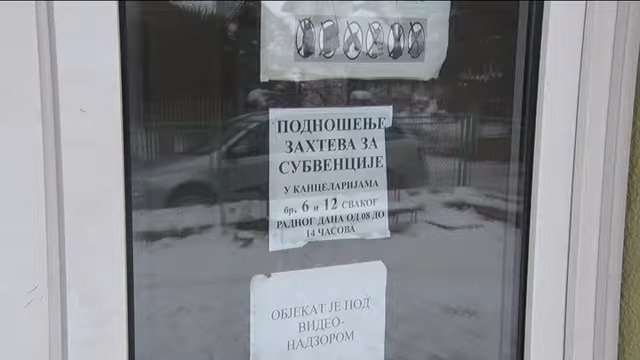 ПОДНОШЕЊЕ
ЗАХТЕВА ЗА
СУБВЕНЦИЈЕ
У КАНЦЕЛАРИЈАМА
бр. 6 и 12 СВАКОГ
РАДНОГ ДАНА ОД 08 ДО
14 ЧАСОВА
ОБЈЕКАТ ЈЕ ПОД
ВИДЕО-
НАДЗОРОМ